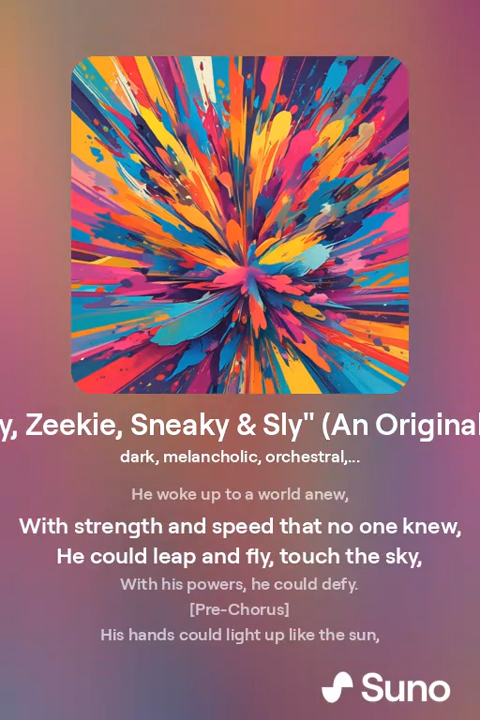 y, Zeekie, Sneaky & Sly" (An Original
dark, melancholic, orchestral,...
He woke up to a world anew,
With strength and speed that no one knew,
He could leap and fly, touch the sky,
With his powers, he could defy.
[Pre-Chorus]
His hands could light up like the sun,
Suno